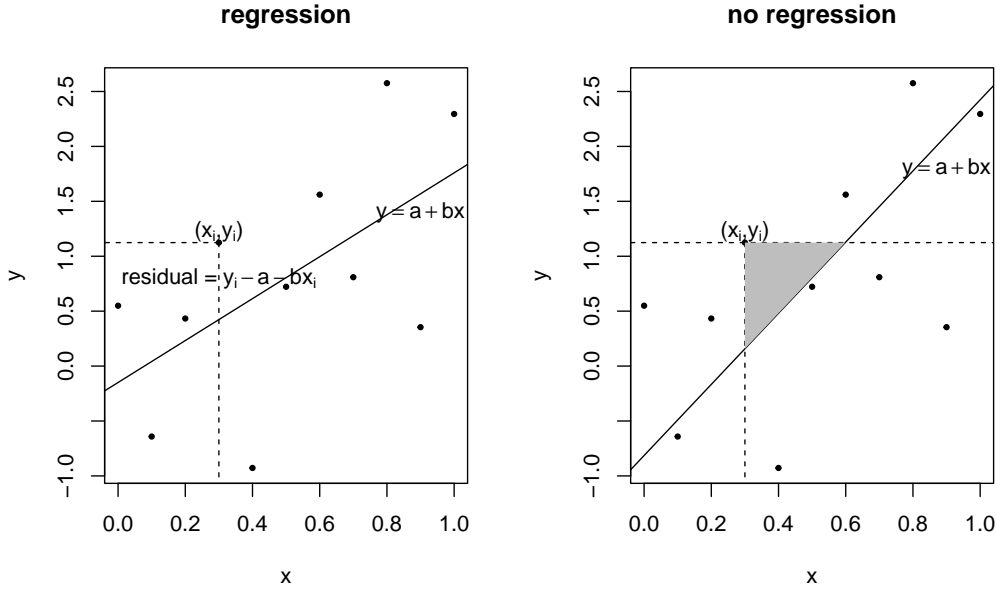 regression
2.5
2.0
1.5
1.0
0.5
0.0
−1.0
y
(xᵢ,yᵢ)
residual = yᵢ − a − bxᵢ
y = a + bx
0.0 0.2 0.4 0.6 0.8 1.0
x
no regression
2.5
2.0
1.5
1.0
0.5
0.0
−1.0
y
(xᵢ,yᵢ)
y = a + bx
0.0 0.2 0.4 0.6 0.8 1.0
x